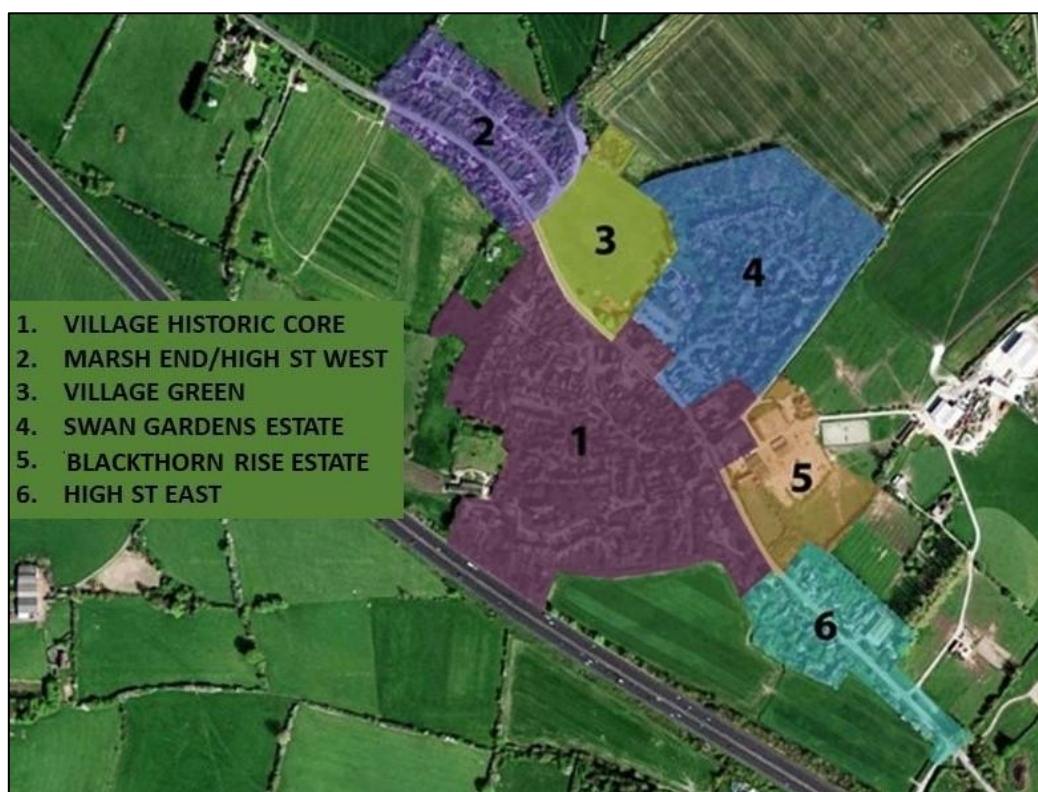 1. VILLAGE HISTORIC CORE
2. MARSH END/HIGH ST WEST
3. VILLAGE GREEN
4. SWAN GARDENS ESTATE
5. BLACKTHORN RISE ESTATE
6. HIGH ST EAST
2
3
4
1
5
6